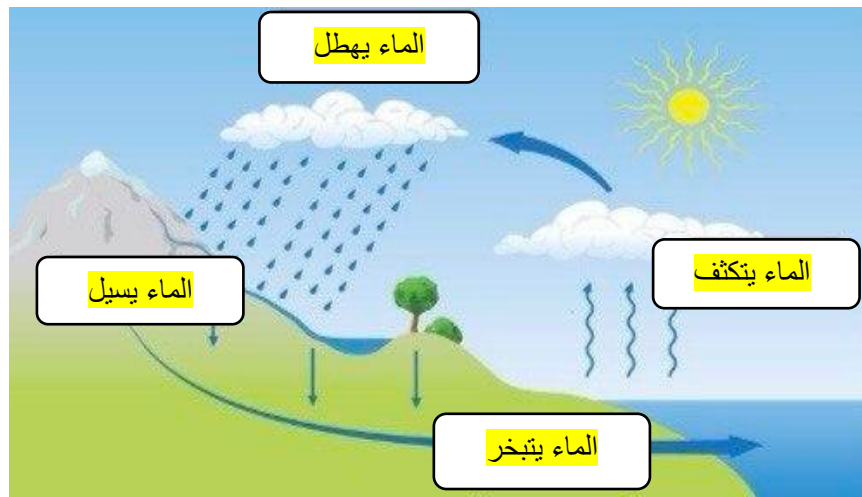 الماء يهطل
الماء يتكثف
الماء يسيل
الماء يتبخر